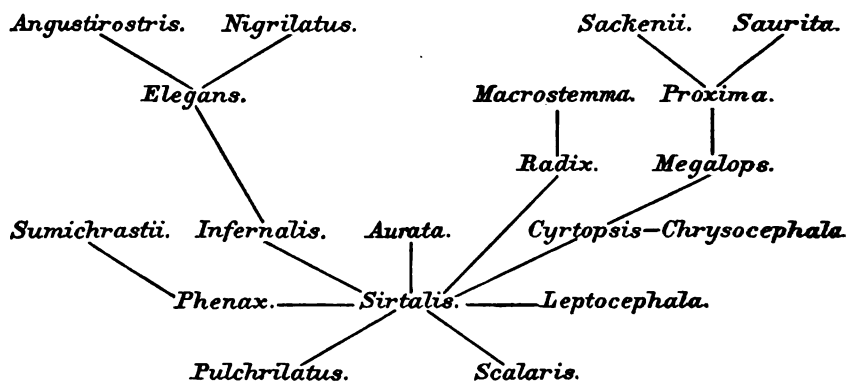 Angustirostris. Nigrilatus. Sackenii. Saurita.
Elegans. Macrostemma. Proxima.
Radix. Megalops.
Sumichrastii. Infernalis. Aurata. Cyrtopsis—Chrysocephala
Phenax. Sirtalis. Leptocephala.
Pulchrilatus. Scalaris.